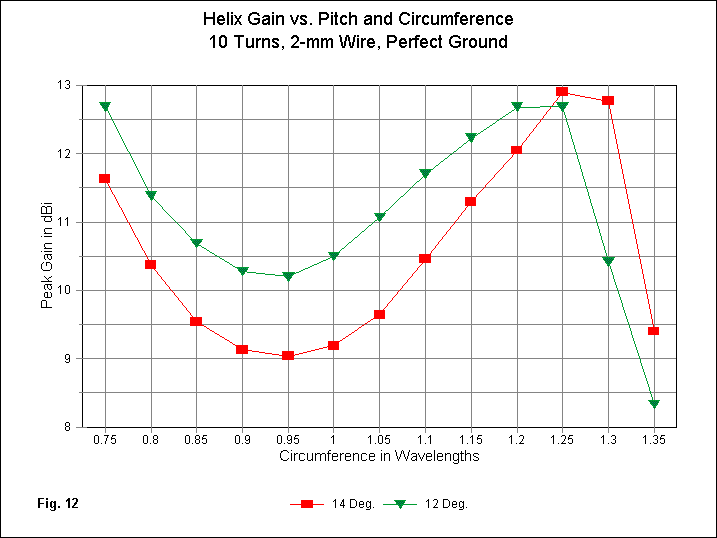 Helix Gain vs. Pitch and Circumference
10 Turns, 2-mm Wire, Perfect Ground
Peak Gain in dBi
13
12
11
10
9
8
0.75 0.8 0.85 0.9 0.95 1 1.05 1.1 1.15 1.2 1.25 1.3 1.35
Circumference in Wavelengths
Fig. 12
14 Deg. 12 Deg.